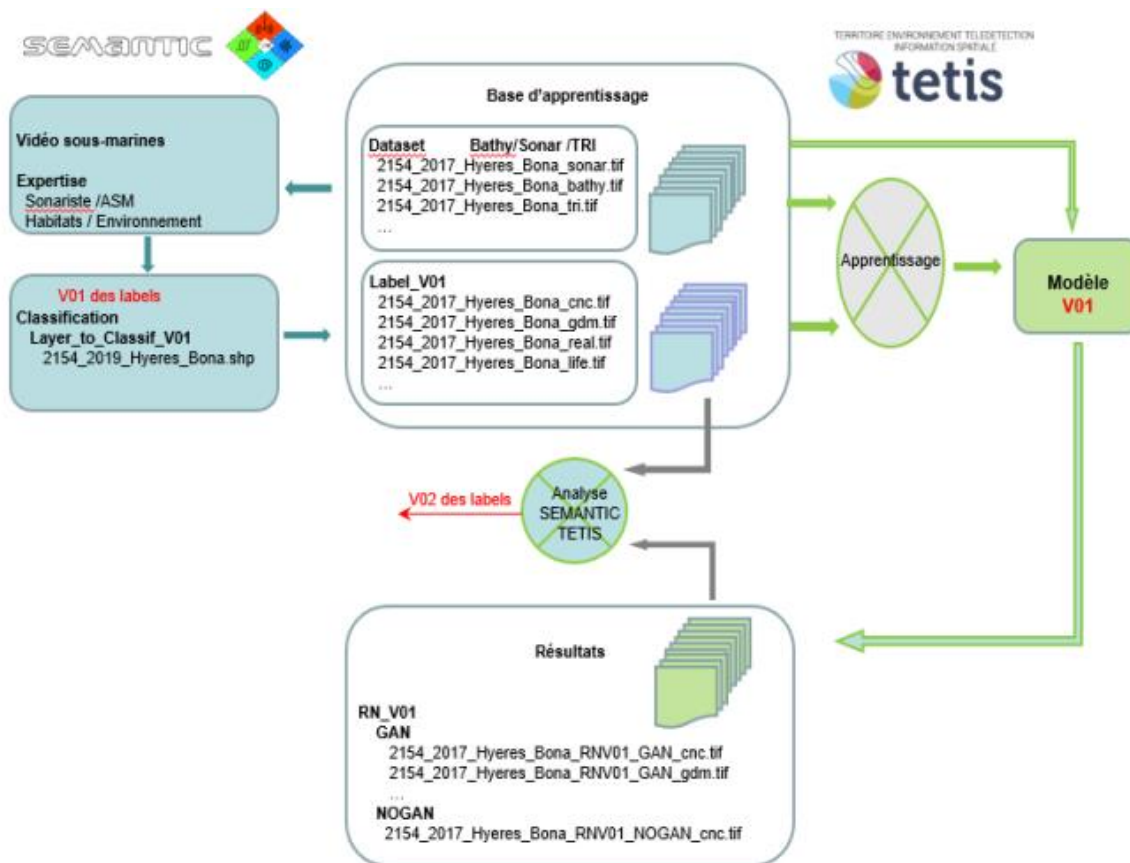 SEMANTIC
TERRITOIRE ENVIRONNEMENT TELEDETECTION
INFORMATION SPATIALE
tetis
Vidéo sous-marines
Expertise
Sonariste /ASM
Habitats / Environnement
V01 des labels
Classification
Layer_to_Classif_V01
2154_2019_Hyeres_Bona.shp
Base d'apprentissage
Dataset Bathy/Sonar /TRI
2154_2017_Hyeres_Bona_sonar.tif
2154_2017_Hyeres_Bona_bathy.tif
2154_2017_Hyeres_Bona_tri.tif
...
Label_V01
2154_2017_Hyeres_Bona_cnc.tif
2154_2017_Hyeres_Bona_gdm.tif
2154_2017_Hyeres_Bona_real.tif
2154_2017_Hyeres_Bona_life.tif
...
Apprentissage
Modèle
V01
V02 des labels
Analyse
SEMANTIC
TETIS
Résultats
RN_V01
GAN
2154_2017_Hyeres_Bona_RNV01_GAN_cnc.tif
2154_2017_Hyeres_Bona_RNV01_GAN_gdm.tif
...
NOGAN
2154_2017_Hyeres_Bona_RNV01_NOGAN_cnc.tif